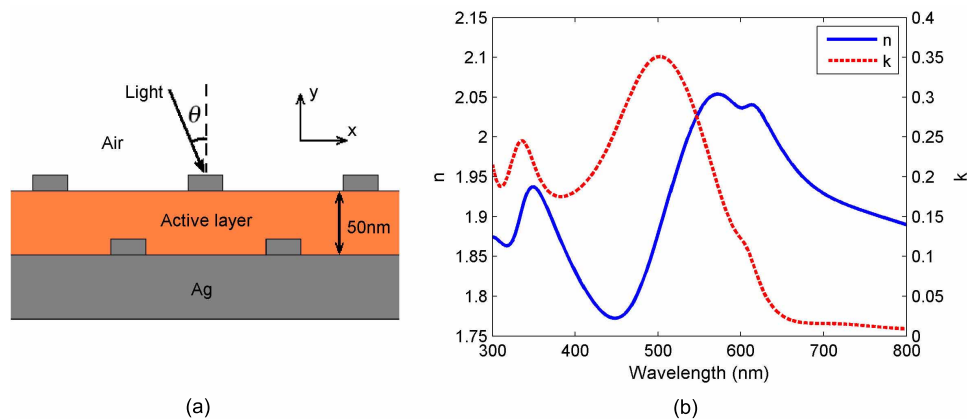 Light
θ
y
x
Air
Active layer
50nm
Ag
(a)
2.15
2.1
2.05
2
1.95
1.9
1.85
1.8
1.75
n
0.4
0.35
0.3
0.25
0.2
0.15
0.1
0.05
0
k
n
k
300 400 500 600 700 800
Wavelength (nm)
(b)